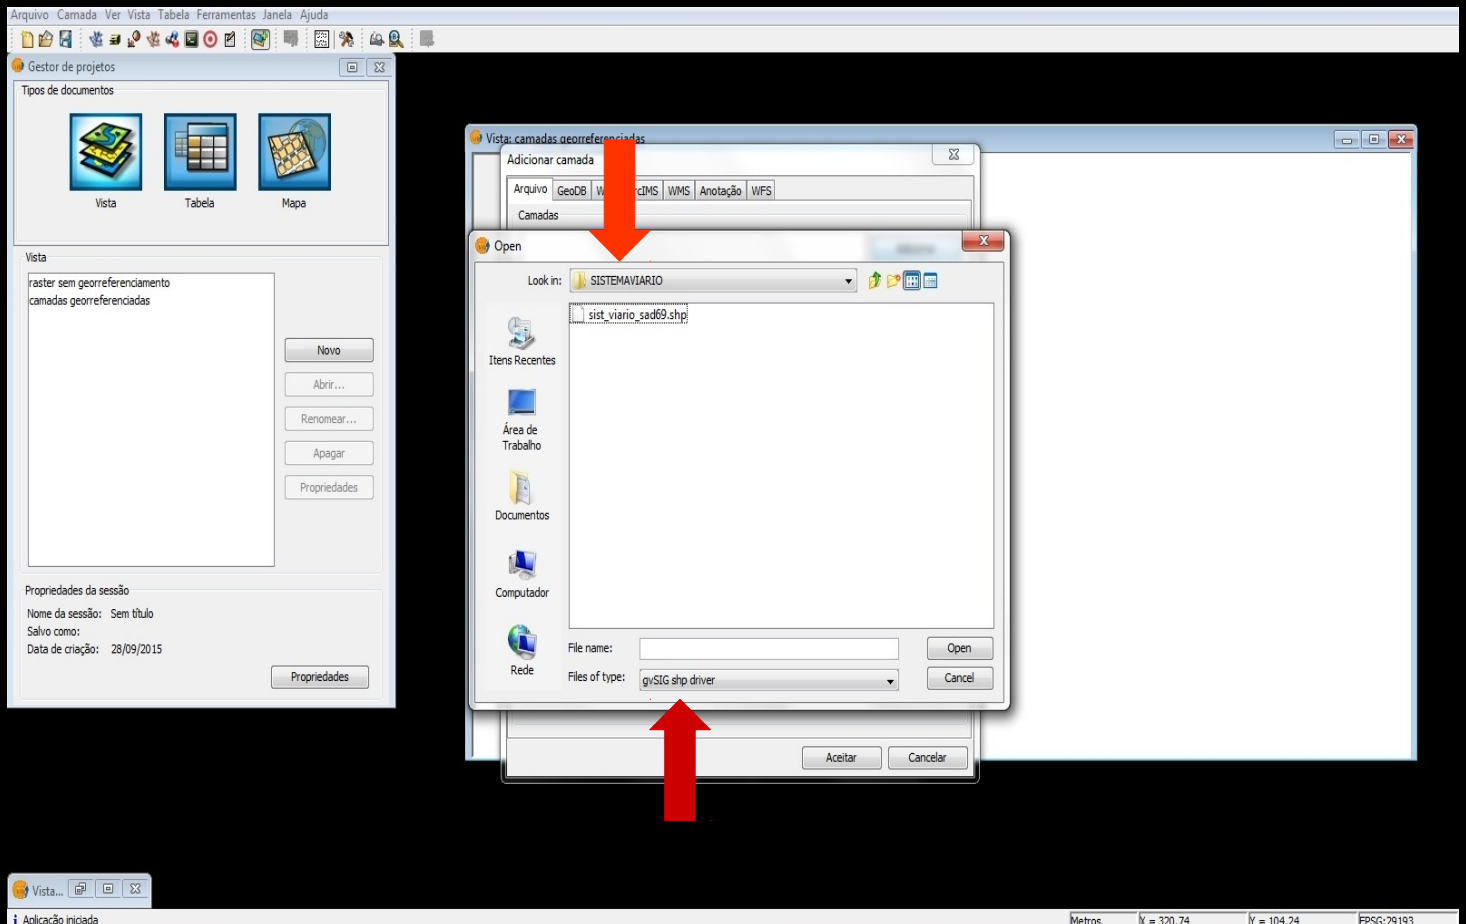 Arquivo Camada Ver Vista Tabela Ferramentas Janela Ajuda
Gestor de projetos
Tipos de documentos
Vista Tabela Mapa
Vista
raster sem georreferenciamento
camadas georreferenciadas
Novo
Abrir...
Renomear...
Apagar
Propriedades
Propriedades da sessão
Nome da sessão: Sem título
Salvo como:
Data de criação: 28/09/2015
Propriedades
Vista: camadas georreferenciadas
Adicionar camada
Arquivo GeoDB WMS Anotação WFS
Camadas
Open
Look in: SISTEMAVIARIO
sist_viario_sad69.shp
Itens Recentes
Área de
Trabalho
Documentos
Computador
Rede
File name: Open
Files of type: gvSIG shp driver Cancel
Aceitar Cancelar
Vista...
Aplicação iniciada Metros X = 320,74 Y = 104,24 EPSG:29193